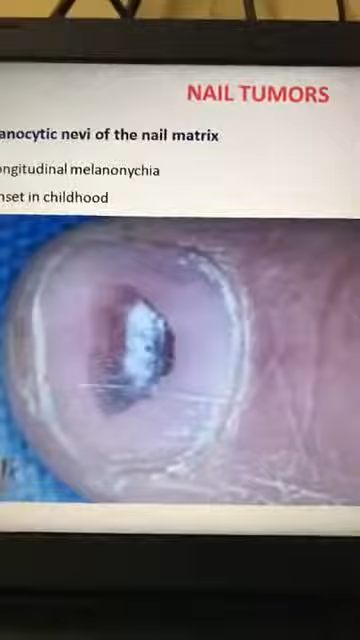 NAIL TUMORS
anocytic nevi of the nail matrix
ongitudinal melanonychia
nset in childhood